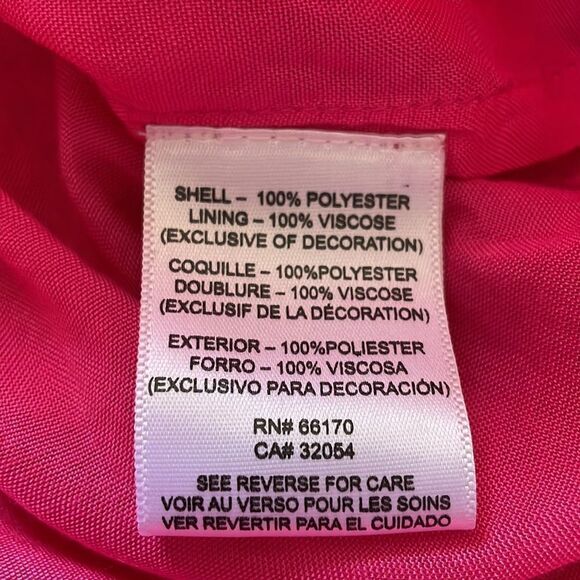 SHELL – 100% POLYESTER
LINING – 100% VISCOSE
(EXCLUSIVE OF DECORATION)
COQUILLE – 100%POLYESTER
DOUBLURE – 100% VISCOSE
(EXCLUSIF DE LA DÉCORATION)
EXTERIOR – 100%POLIESTER
FORRO – 100% VISCOSA
(EXCLUSIVO PARA DECORACIÓN)
RN# 66170
CA# 32054
SEE REVERSE FOR CARE
VOIR AU VERSO POUR LES SOINS
VER REVERTIR PARA EL CUIDADO